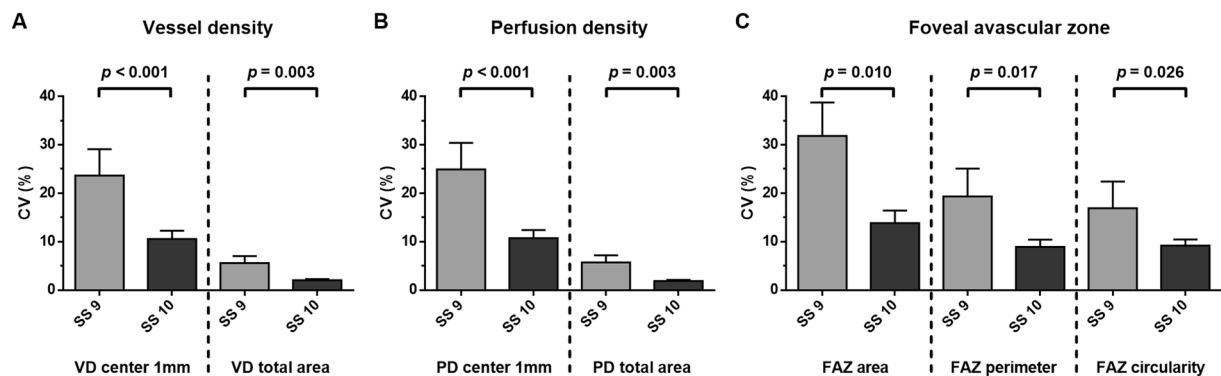 A
Vessel density
p < 0.001
p = 0.003
CV (%)
40
30
20
10
0
SS 9
SS 10
SS 9
SS 10
VD center 1mm
VD total area
B
Perfusion density
p < 0.001
p = 0.003
CV (%)
40
30
20
10
0
SS 9
SS 10
SS 9
SS 10
PD center 1mm
PD total area
C
Foveal avascular zone
p = 0.010
p = 0.017
p = 0.026
CV (%)
40
30
20
10
0
SS 9
SS 10
SS 9
SS 10
SS 9
SS 10
FAZ area
FAZ perimeter
FAZ circularity